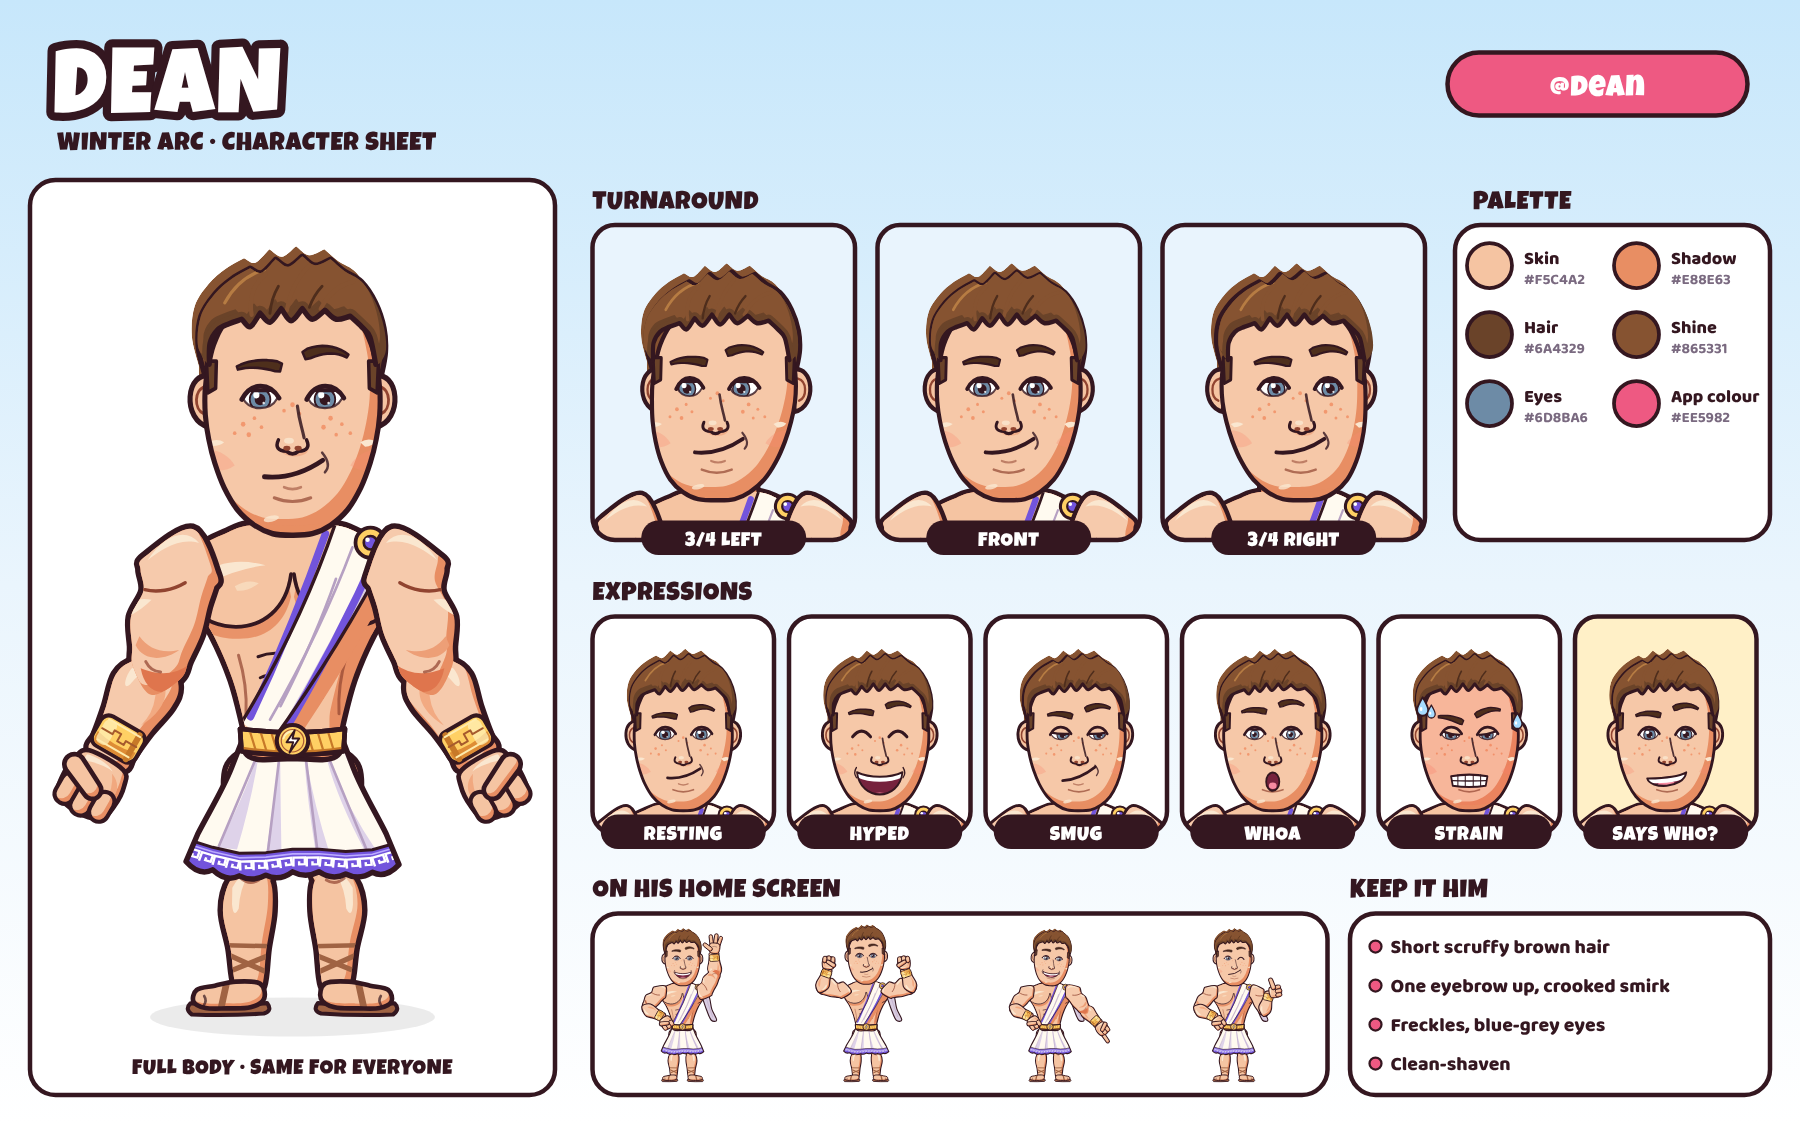 DEAN
WINTER ARC · CHARACTER SHEET
@Dean
FULL BODY · SAME FOR EVERYONE
TURNAROUND
3/4 LEFT
FRONT
3/4 RIGHT
PALETTE
Skin
#F5C4A2
Shadow
#E88E63
Hair
#6A4329
Shine
#865331
Eyes
#6D8BA6
App colour
#EE5982
EXPRESSIONS
RESTING
HYPED
SMUG
WHOA
STRAIN
SAYS WHO?
ON HIS HOME SCREEN
KEEP IT HIM
Short scruffy brown hair
One eyebrow up, crooked smirk
Freckles, blue-grey eyes
Clean-shaven